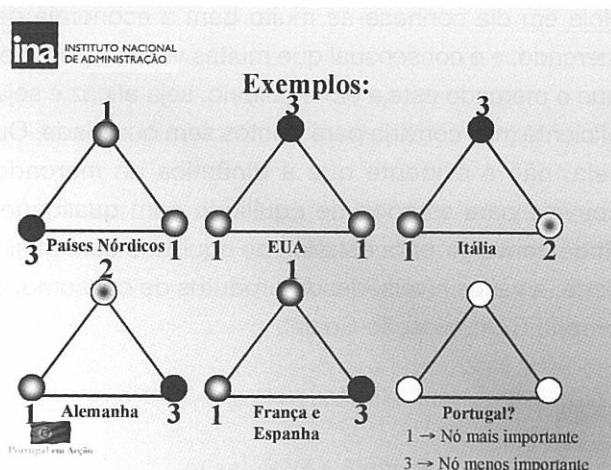 ina
INSTITUTO NACIONAL
DE ADMINISTRAÇÃO
Exemplos:
1
3
3
3
Países Nórdicos
1
1
EUA
1
1
Itália
2
2
1
1
Alemanha
3
1
França e
Espanha
3
Portugal?
1 → Nó mais importante
3 → Nó menos importante
Portugal em Acção